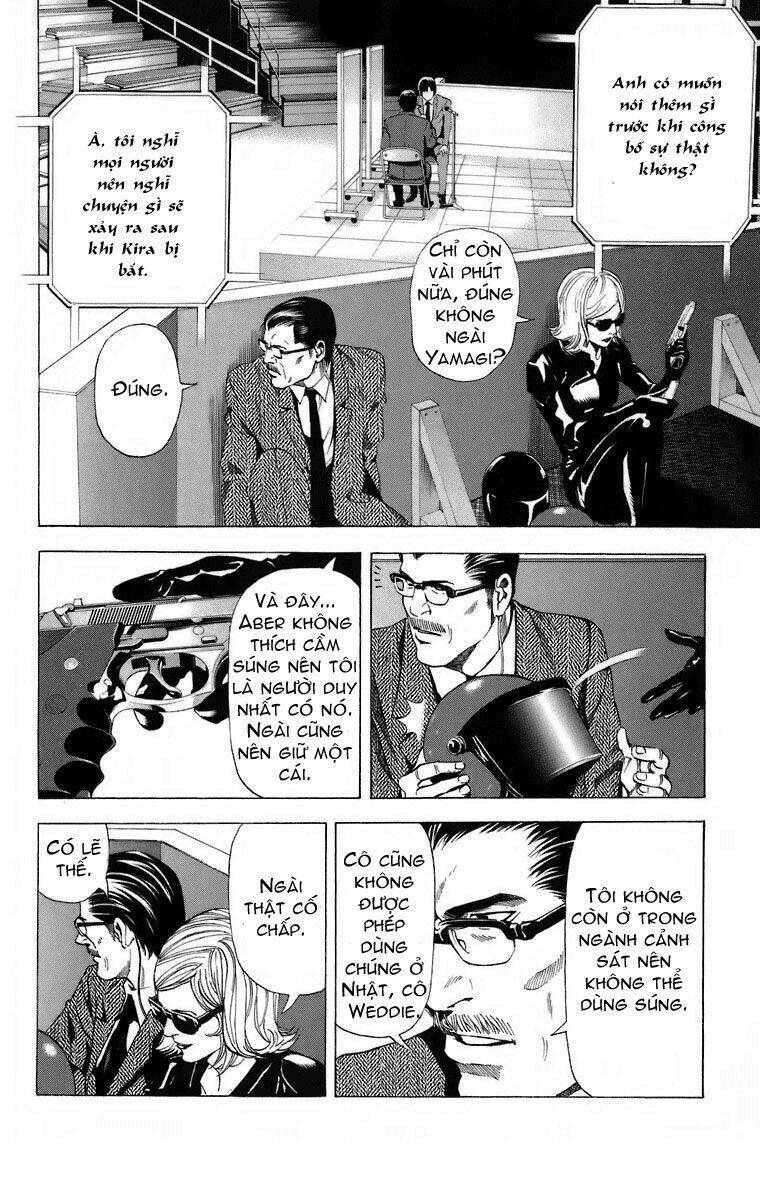 Anh có muốn
nói thêm gì
trước khi công
bố sự thật
không?
À. tôi nghĩ
mọi người
nên nghĩ
chuyện gì sẽ
xảy ra sau
khi Kira bị
bắt.
Chỉ còn
vài phút
nữa, đúng
không
ngài
Yamagi?
Đúng.
Và đây...
Aber không
thích cầm
súng nên tôi
là người duy
nhất có nó.
Ngài cũng
nên giữ một
cái.
Tôi không
còn ở trong
ngành cảnh
sát nên
không thể
dùng súng.
Cô cũng
không
được
phép
dùng
chúng ở
Nhật, cô
Weddie.
Ngài
thật cố
chấp.
Có lẽ
thế.